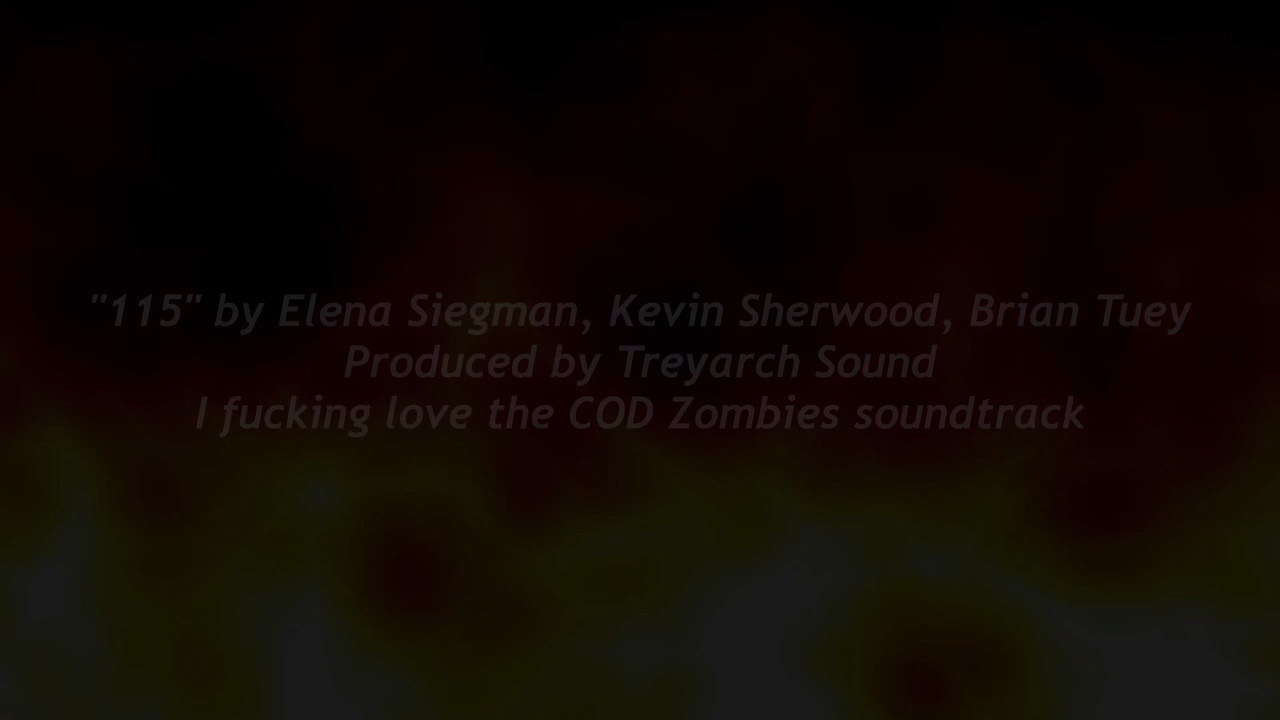 "115" by Elena Siegman, Kevin Sherwood, Brian Tuey
Produced by Treyarch Sound
I fucking love the COD Zombies soundtrack